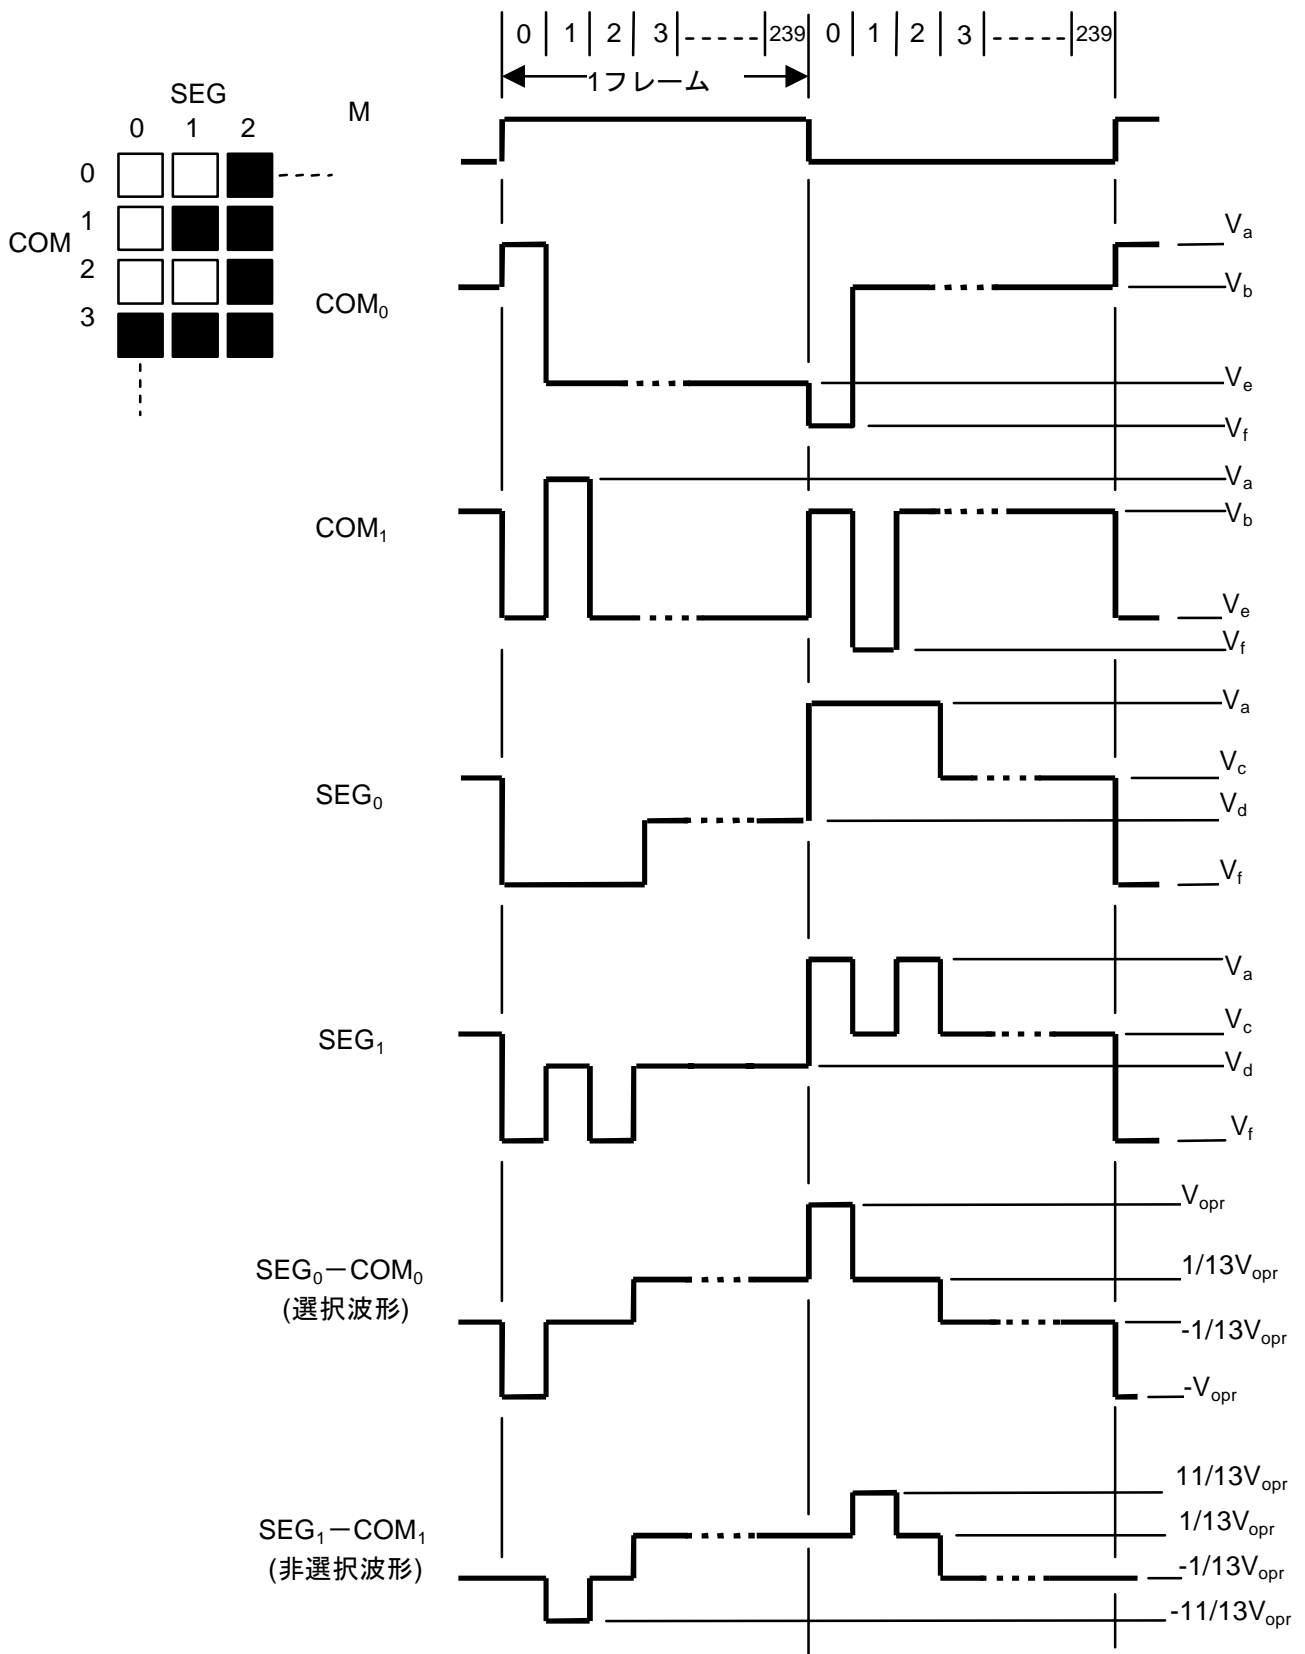 0 1 2 3 239 0 1 2 3 239
1フレーム
SEG
0 1 2
M
0
1
COM
2
3
COM0
Va
Vb
Ve
Vf
COM1
Va
Vb
Ve
Vf
SEG0
Va
Vc
Vd
Vf
SEG1
Va
Vc
Vd
Vf
SEG0－COM0
(選択波形)
Vopr
1/13Vopr
-1/13Vopr
-Vopr
SEG1－COM1
(非選択波形)
11/13Vopr
1/13Vopr
-1/13Vopr
-11/13Vopr